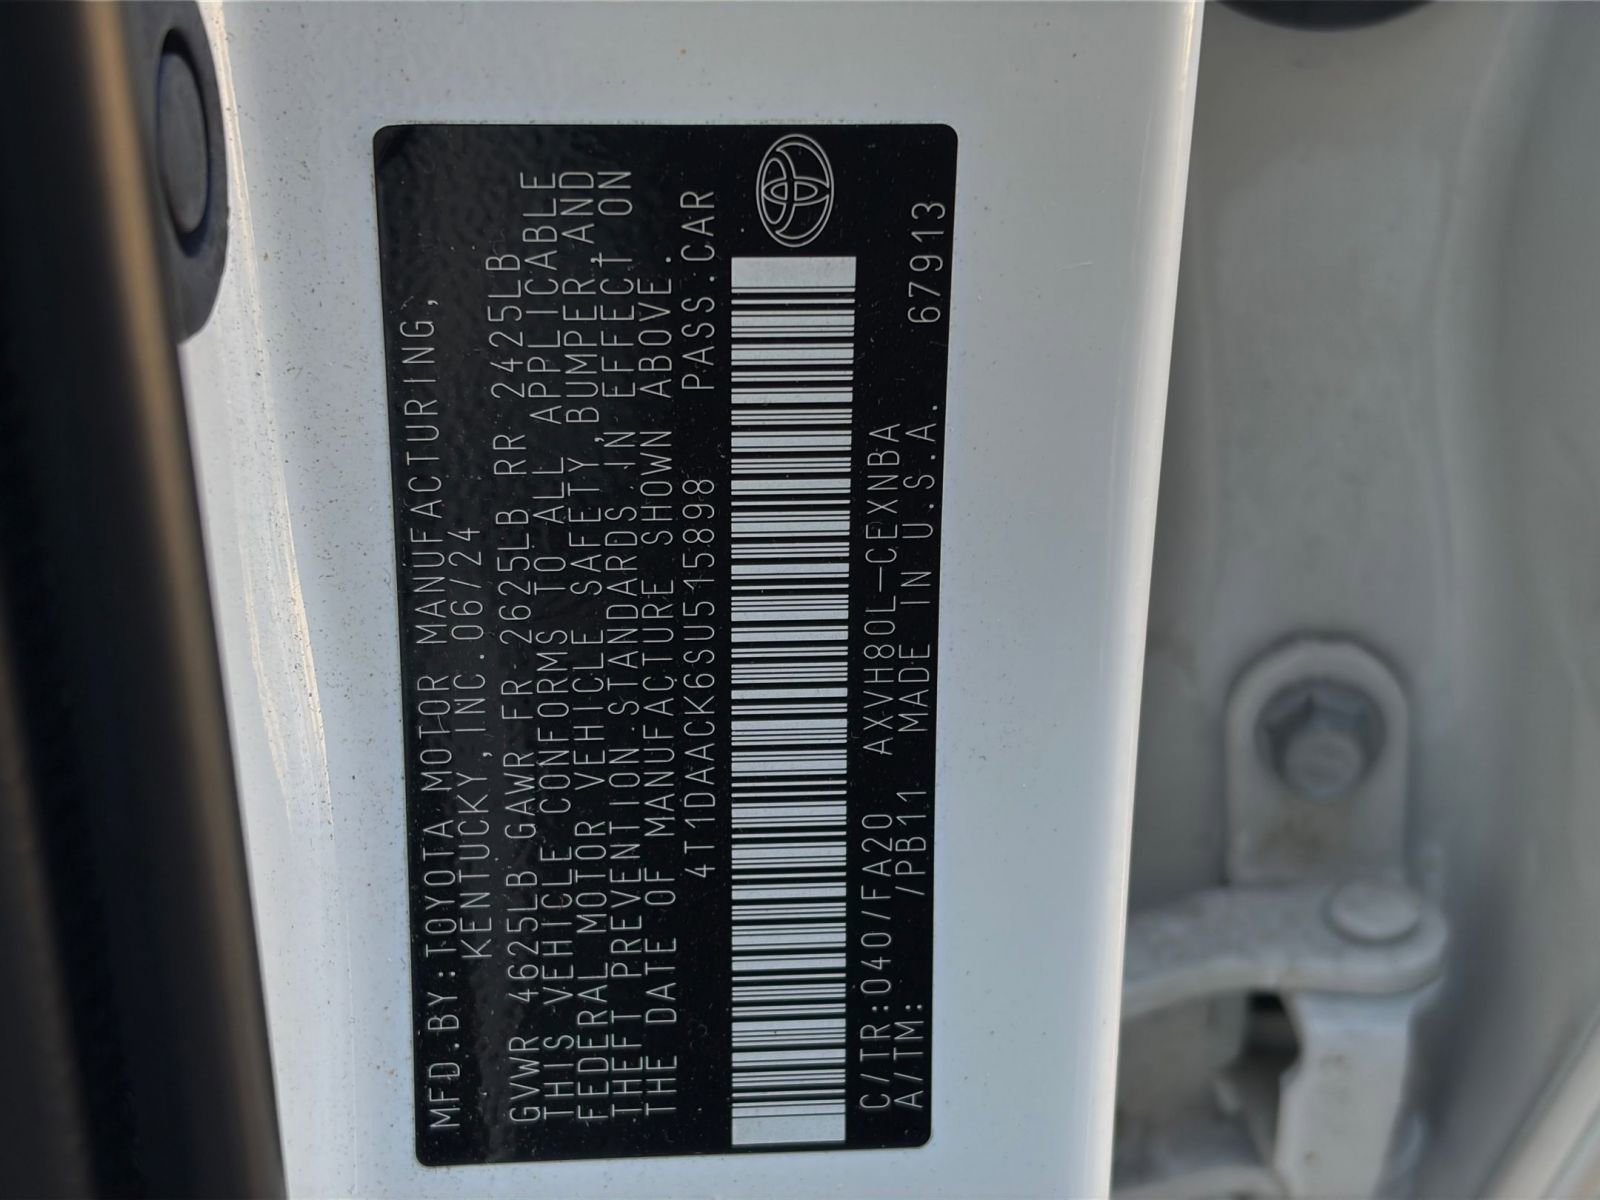 MFD.BY:TOYOTA MOTOR MANUFACTURING,
KENTUCKY,INC.06/24
GVWR 4625LB GAWR FR 2625LB RR 2425LB
THIS VEHICLE CONFORMS TO ALL APPLICABLE
FEDERAL MOTOR VEHICLE SAFETY,BUMPER,AND
THEFT PREVENTION STANDARDS IN EFFECT ON
THE DATE OF MANUFACTURE SHOWN ABOVE.
4T1DAACK6SU515898 PASS.CAR
C/TR:040/FA20 AXVH80L-CEXNBA
A/TM: /PB11 MADE IN U.S.A. 67913